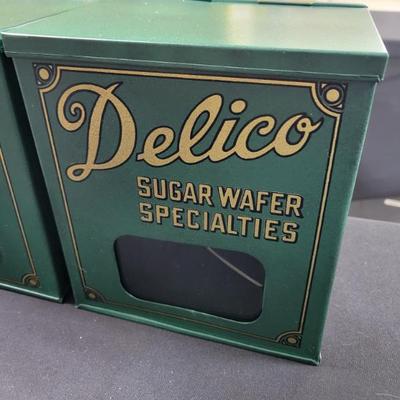 Delico
SUGAR WAFER
SPECIALTIES